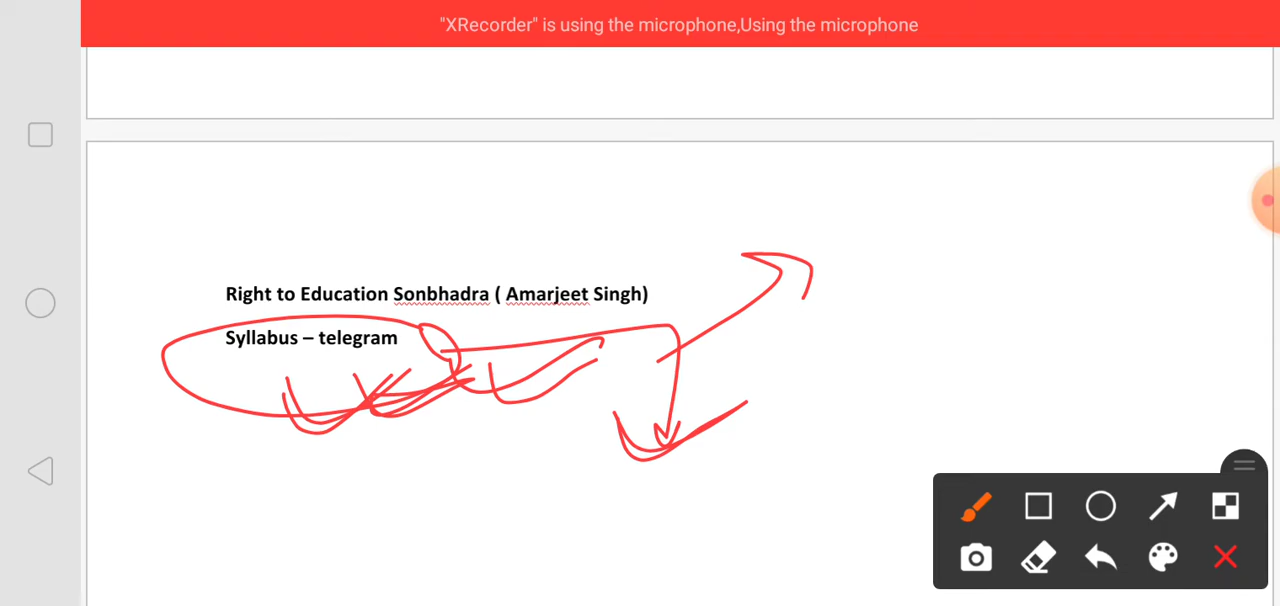 "XRecorder" is using the microphone,Using the microphone
Right to Education Sonbhadra ( Amarjeet Singh)
Syllabus – telegram